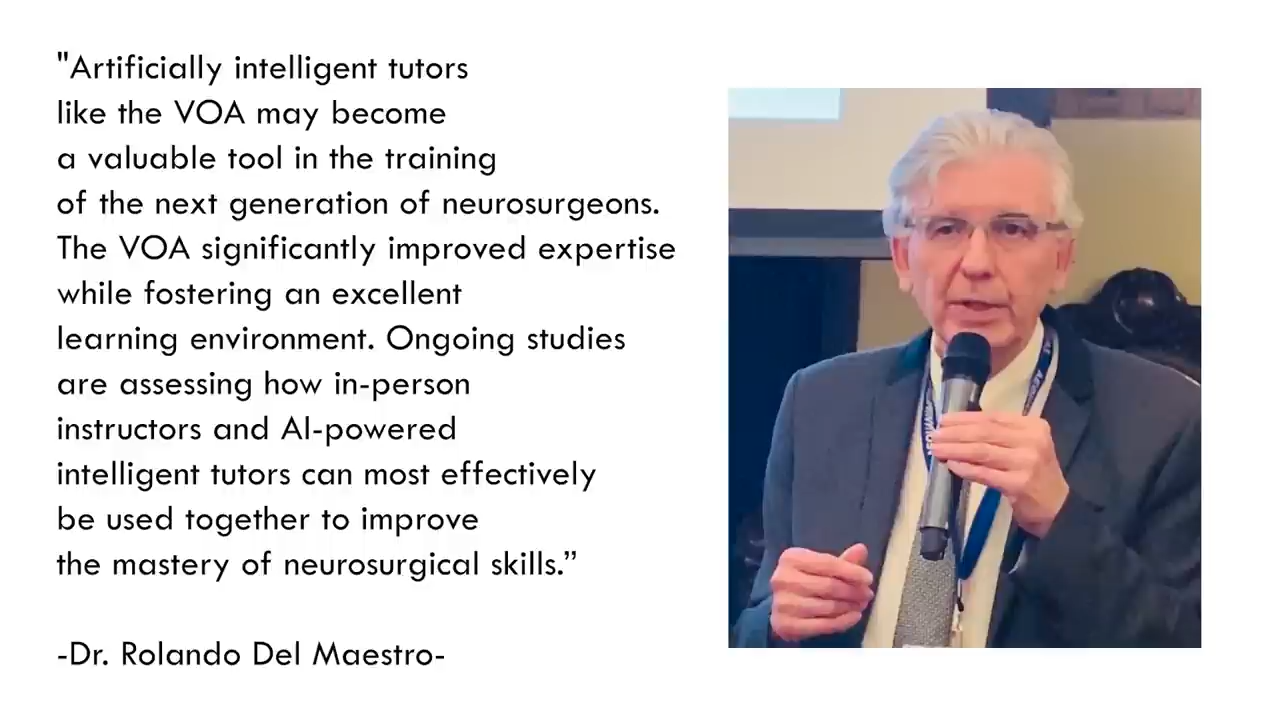 "Artificially intelligent tutors
like the VOA may become
a valuable tool in the training
of the next generation of neurosurgeons.
The VOA significantly improved expertise
while fostering an excellent
learning environment. Ongoing studies
are assessing how in-person
instructors and AI-powered
intelligent tutors can most effectively
be used together to improve
the mastery of neurosurgical skills.”
-Dr. Rolando Del Maestro-